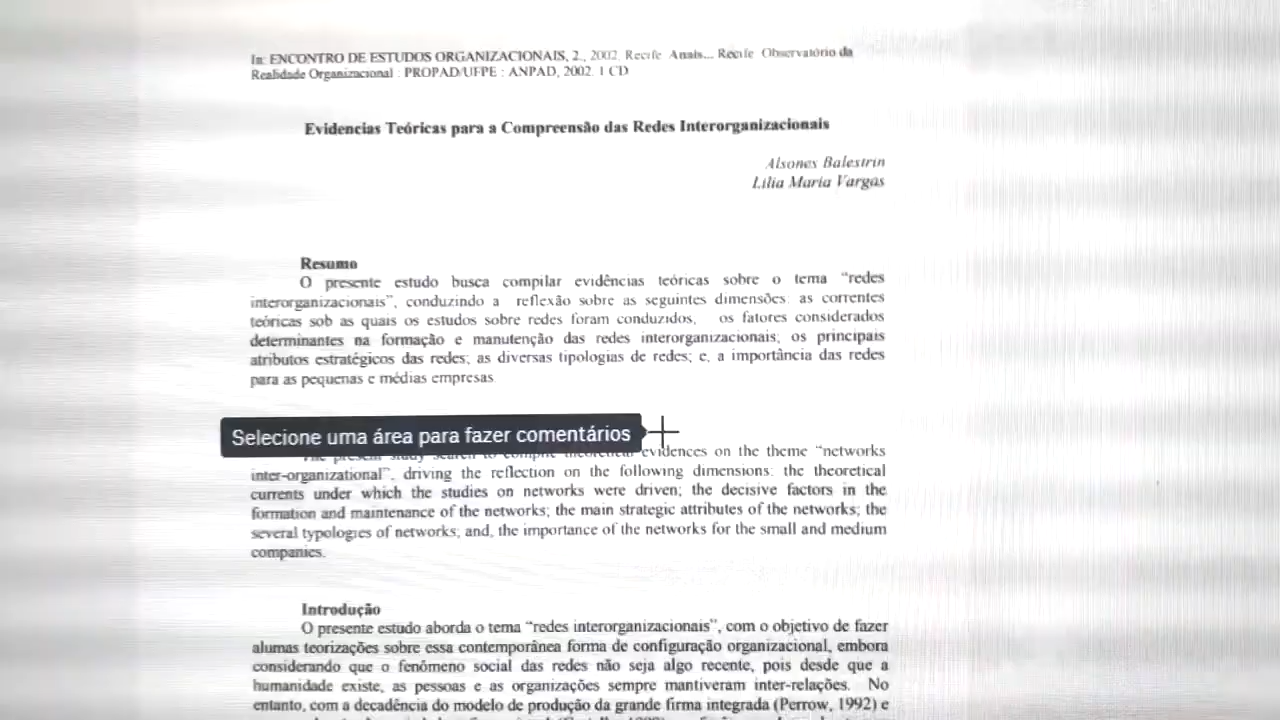 In: ENCONTRO DE ESTUDOS ORGANIZACIONAIS, 2., 2002. Recife Anais... Recife Observatório da
Realidade Organizacional : PROPAD/UFPE : ANPAD, 2002. 1 CD
Evidencias Teóricas para a Compreensão das Redes Interorganizacionais
Alsones Balestrin
Lilia Maria Vargas
Resumo
O presente estudo busca compilar evidências teóricas sobre o tema “redes
interorganizacionais”, conduzindo a reflexão sobre as seguintes dimensões: as correntes
teóricas sob as quais os estudos sobre redes foram conduzidos, os fatores considerados
determinantes na formação e manutenção das redes interorganizacionais; os principais
atributos estratégicos das redes; as diversas tipologias de redes; e, a importância das redes
para as pequenas e médias empresas
Selecione uma área para fazer comentários
evidences on the theme “networks
inter-organizational”, driving the reflection on the following dimensions: the theoretical
currents under which the studies on networks were driven; the decisive factors in the
formation and maintenance of the networks; the main strategic attributes of the networks; the
several typologies of networks; and, the importance of the networks for the small and medium
companies.
Introdução
O presente estudo aborda o tema “redes interorganizacionais”, com o objetivo de fazer
alumas teorizações sobre essa contemporânea forma de configuração organizacional, embora
considerando que o fenômeno social das redes não seja algo recente, pois desde que a
humanidade existe, as pessoas e as organizações sempre mantiveram inter-relações. No
entanto, com a decadência do modelo de produção da grande firma integrada (Perrow, 1992) e